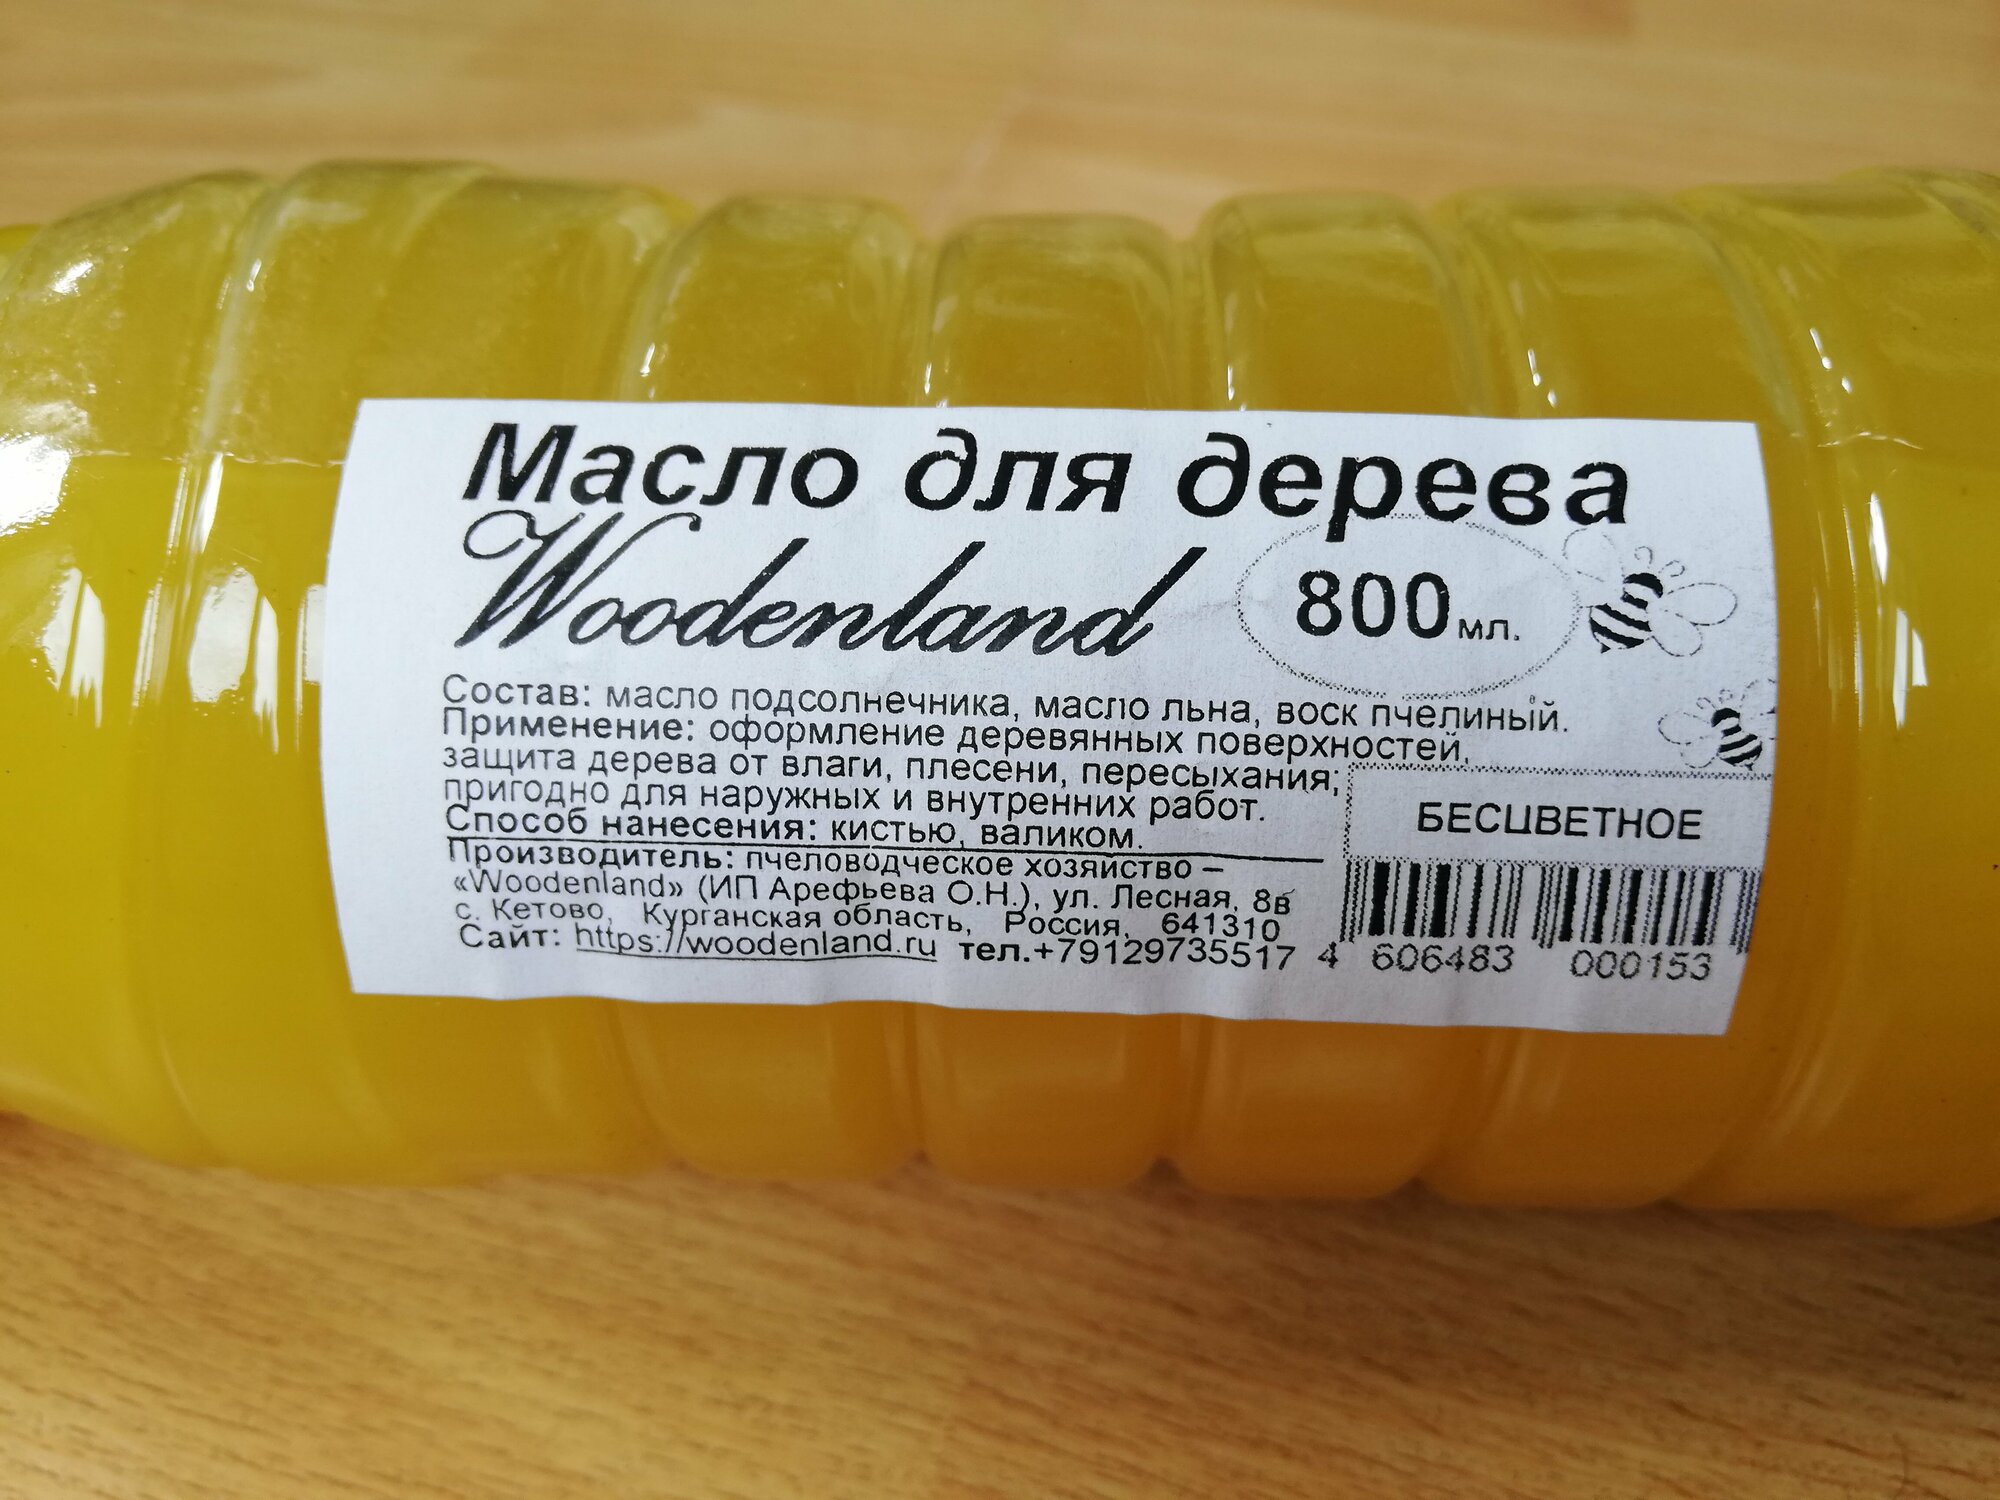 Масло для дерева
Woodenland
800 мл.
Состав: масло подсолнечника, масло льна, воск пчелиный.
Применение: оформление деревянных поверхностей,
защита дерева от влаги, плесени, пересыхания;
пригодно для наружных и внутренних работ.
Способ нанесения: кистью, валиком.
БЕСЦВЕТНОЕ
Производитель: пчеловодческое хозяйство –
«Woodenland» (ИП Арефьева О.Н.), ул. Лесная, 8в
с. Кетово, Курганская область, Россия, 641310
Сайт: https://woodenland.ru тел.+79129735517
4 606483 000153